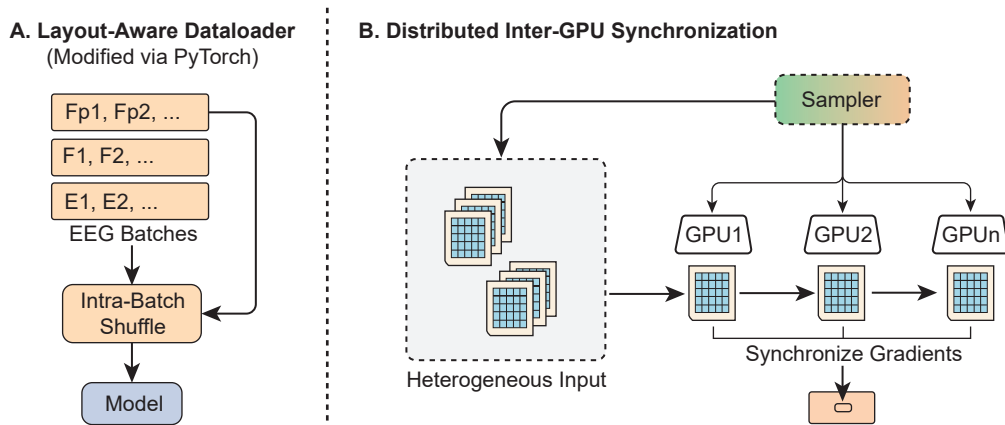 A. Layout-Aware Dataloader
(Modified via PyTorch)
Fp1, Fp2, ...
F1, F2, ...
E1, E2, ...
EEG Batches
Intra-Batch
Shuffle
Model
B. Distributed Inter-GPU Synchronization
Sampler
GPU1
GPU2
GPUn
Heterogeneous Input
Synchronize Gradients